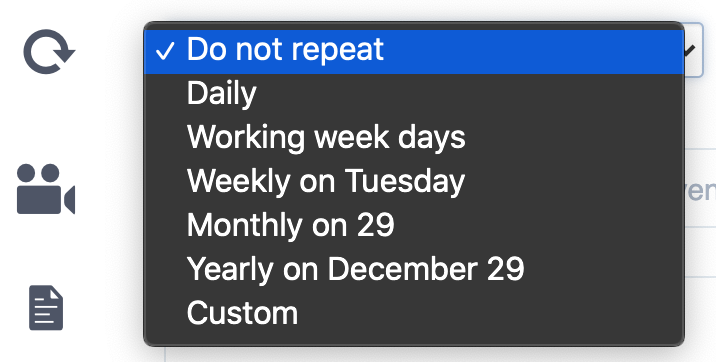 Do not repeat
Daily
Working week days
Weekly on Tuesday
Monthly on 29
Yearly on December 29
Custom